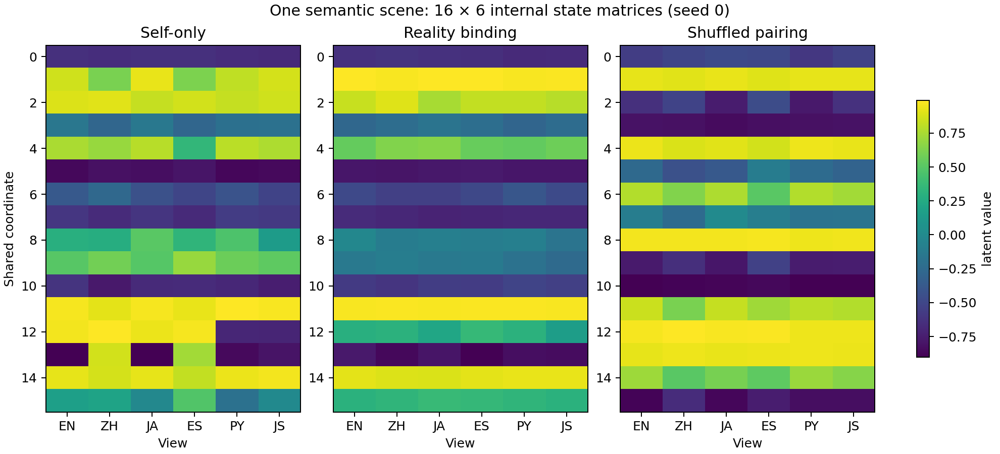 One semantic scene: 16 × 6 internal state matrices (seed 0)
Self-only
Reality binding
Shuffled pairing
Shared coordinate
0
2
4
6
8
10
12
14
EN ZH JA ES PY JS
View
0
2
4
6
8
10
12
14
EN ZH JA ES PY JS
View
0
2
4
6
8
10
12
14
EN ZH JA ES PY JS
View
0.75
0.50
0.25
0.00
−0.25
−0.50
−0.75
latent value